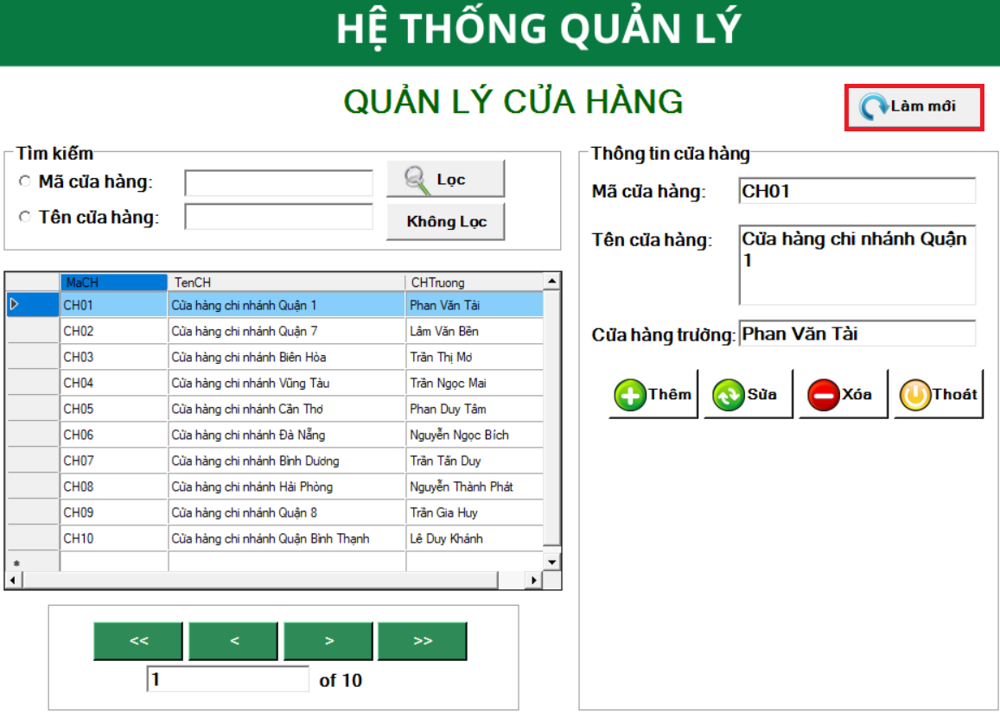 HỆ THỐNG QUẢN LÝ
QUẢN LÝ CỬA HÀNG
Làm mới
Tìm kiếm
Mã cửa hàng:
Lọc
Tên cửa hàng:
Không Lọc
MaCH TenCH CHTruong
CH01 Cửa hàng chi nhánh Quận 1 Phan Văn Tài
CH02 Cửa hàng chi nhánh Quận 7 Lâm Văn Bền
CH03 Cửa hàng chi nhánh Biên Hòa Trần Thị Mơ
CH04 Cửa hàng chi nhánh Vũng Tàu Trần Ngọc Mai
CH05 Cửa hàng chi nhánh Cần Thơ Phan Duy Tâm
CH06 Cửa hàng chi nhánh Đà Nẵng Nguyễn Ngọc Bích
CH07 Cửa hàng chi nhánh Bình Dương Trần Tấn Duy
CH08 Cửa hàng chi nhánh Hải Phòng Nguyễn Thành Phát
CH09 Cửa hàng chi nhánh Quận 8 Trần Gia Huy
CH10 Cửa hàng chi nhánh Quận Bình Thạnh Lê Duy Khánh
<< < > >>
1 of 10
Thông tin cửa hàng
Mã cửa hàng: CH01
Tên cửa hàng: Cửa hàng chi nhánh Quận
1
Cửa hàng trưởng: Phan Văn Tài
Thêm Sửa Xóa Thoát